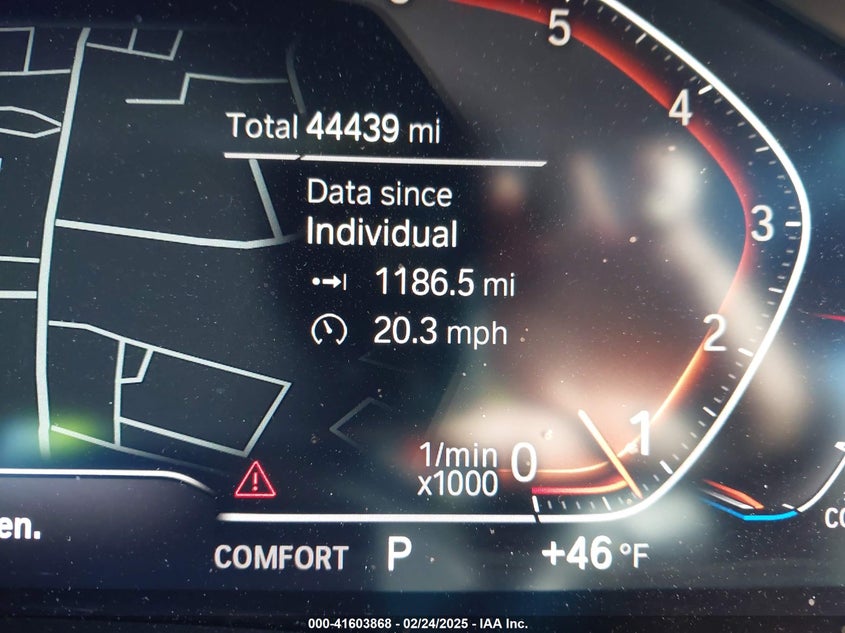 5
4
Total 44439 mi
Data since
3
Individual
1186.5 mi
20.3 mph
2
1
1/min
x1000
0
en.
COMFORT P +46 °F
000-41603868 - 02/24/2025 - IAA Inc.